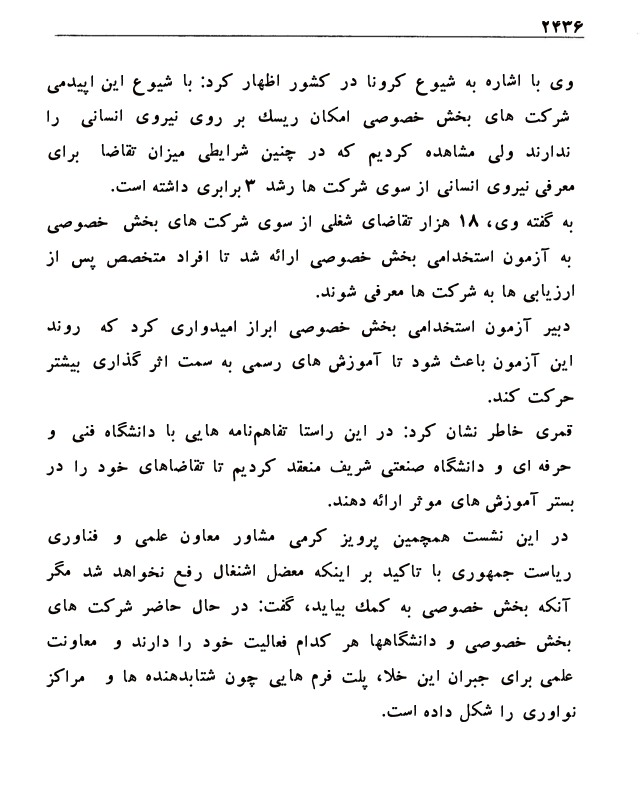 ۲۴۳۶
وی با اشاره به شیوع کرونا در کشور اظهار کرد: با شیوع این اپیدمی
شرکت های بخش خصوصی امکان ریسك بر روی نیروی انسانی را
ندارند ولی مشاهده کردیم که در چنین شرایطی میزان تقاضا برای
معرفی نیروی انسانی از سوی شرکت ها رشد ۳ برابری داشته است.
به گفته وی، ۱۸ هزار تقاضای شغلی از سوی شرکت های بخش خصوصی
به آزمون استخدامی بخش خصوصی ارائه شد تا افراد متخصص پس از
ارزیابی ها به شرکت ها معرفی شوند.
دبیر آزمون استخدامی بخش خصوصی ابراز امیدواری کرد که روند
این آزمون باعث شود تا آموزش های رسمی به سمت اثر گذاری بیشتر
حرکت کند.
قمری خاطر نشان کرد: در این راستا تفاهم‌نامه هایی با دانشگاه فنی و
حرفه ای و دانشگاه صنعتی شریف منعقد کردیم تا تقاضاهای خود را در
بستر آموزش های موثر ارائه دهند.
در این نشست همچمین پرویز کرمی مشاور معاون علمی و فناوری
ریاست جمهوری با تاکید بر اینکه معضل اشنغال رفع نخواهد شد مگر
آنکه بخش خصوصی به کمك بیاید، گفت: در حال حاضر شرکت های
بخش خصوصی و دانشگاهها هر کدام فعالیت خود را دارند و معاونت
علمی برای جبران این خلا، پلت فرم هایی چون شتابدهنده ها و مراکز
نواوری را شکل داده است.